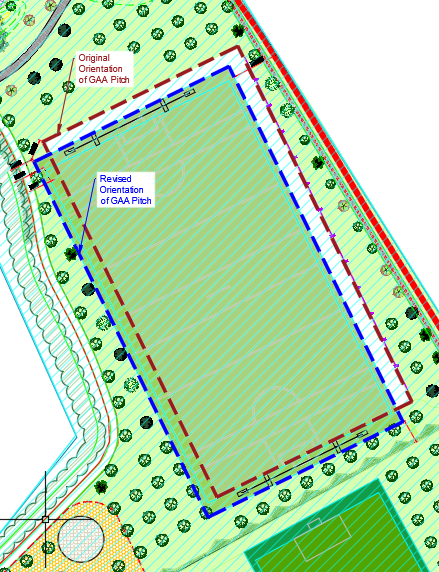 Original
Orientation
of GAA Pitch
Revised
Orientation
of GAA Pitch